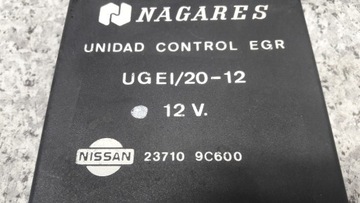 NAGARES
UNIDAD CONTROL EGR
UGEI/20-12
12 V.
NISSAN 23710 9C600